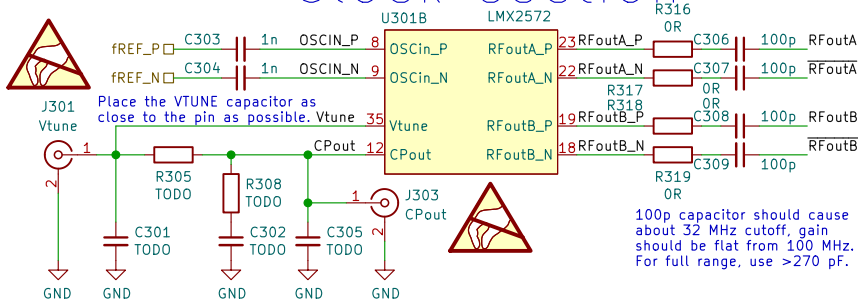 U301B
LMX2572
R316
0R
fREF_P
C303
1n
OSCIN_P
8
OSCin_P
RFoutA_P
23
RFoutA_P
C306
100p
RFoutA
fREF_N
C304
1n
OSCIN_N
9
OSCin_N
RFoutA_N
22
RFoutA_N
C307
100p
RFoutA
R317
0R
R318
0R
J301
Vtune
Place the VTUNE capacitor as
close to the pin as possible.
Vtune
35
Vtune
RFoutB_P
19
RFoutB_P
C308
100p
RFoutB
1
2
CPout
12
CPout
RFoutB_N
18
RFoutB_N
C309
100p
RFoutB
R305
TODO
R308
TODO
R319
0R
J303
CPout
1
2
C301
TODO
C302
TODO
C305
TODO
100p capacitor should cause
about 32 MHz cutoff, gain
should be flat from 100 MHz.
For full range, use >270 pF.
GND
GND
GND
GND
GND